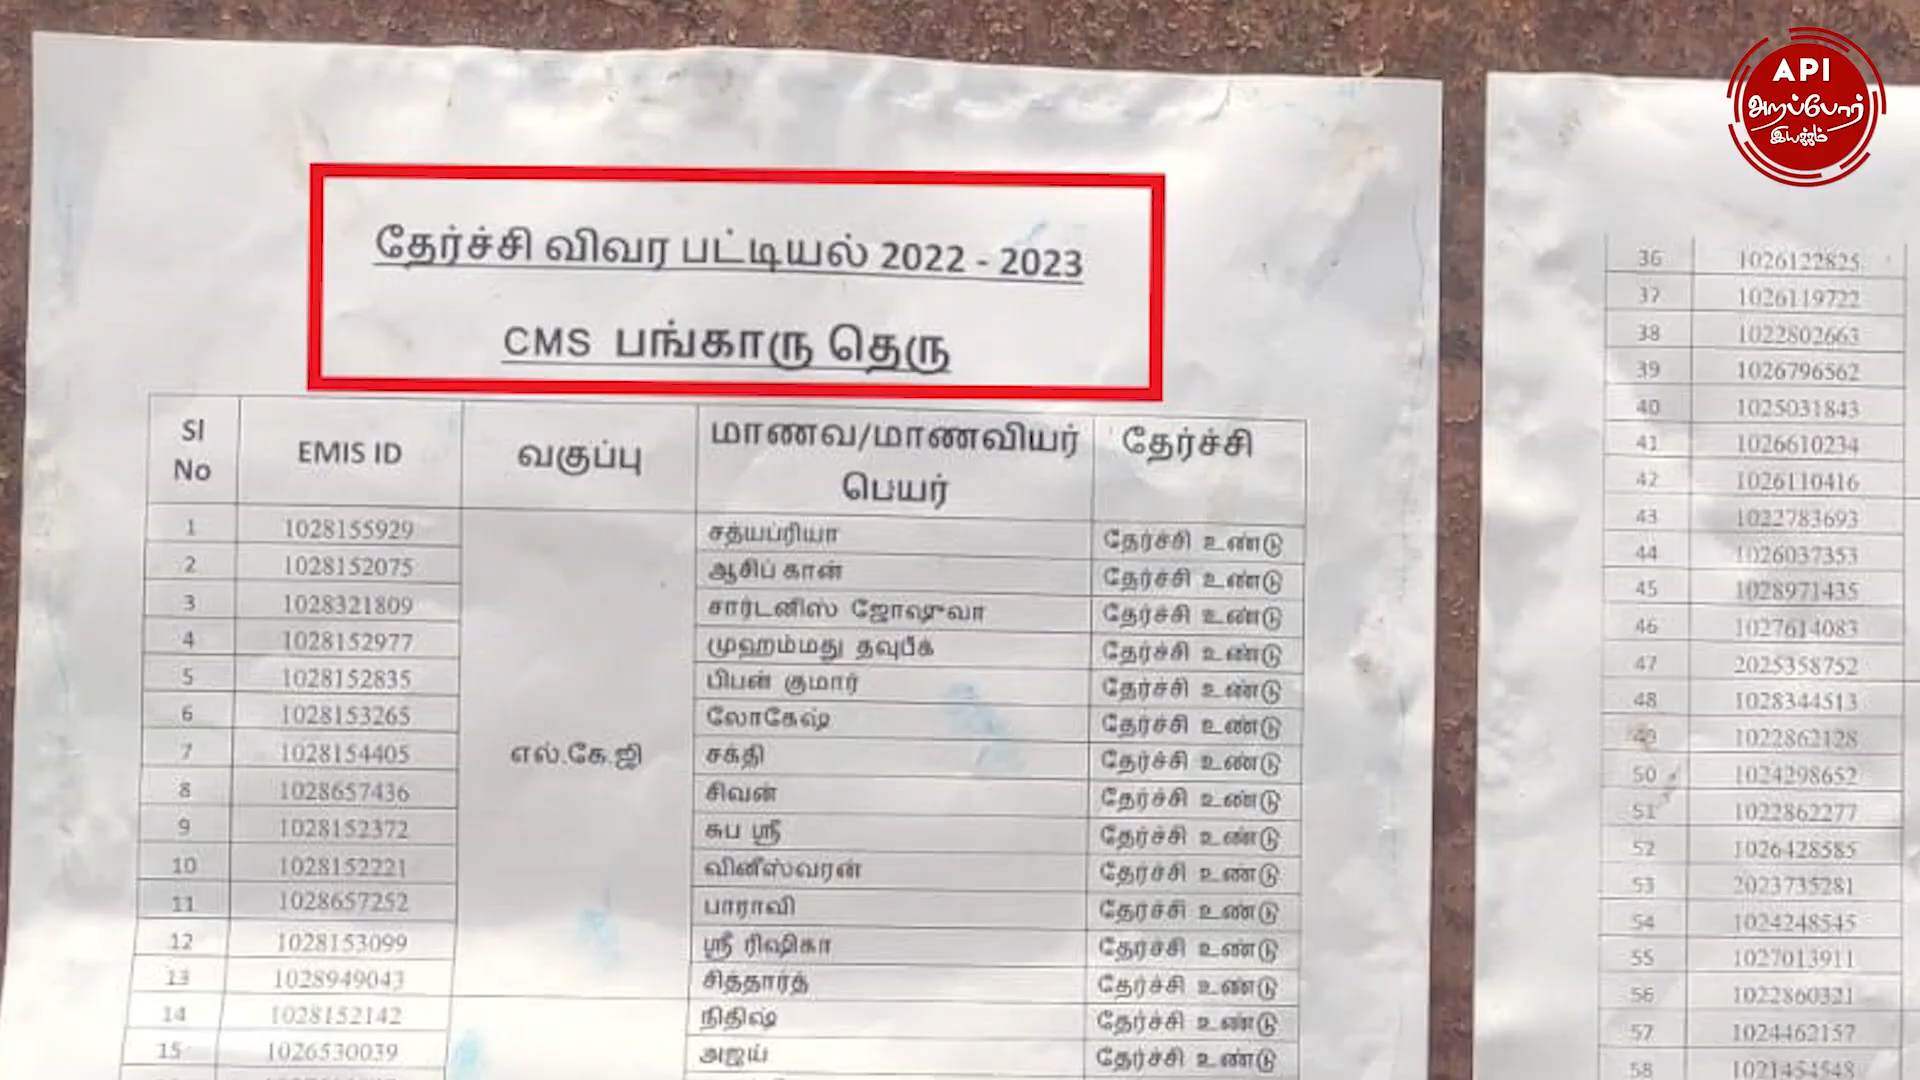 API
அறப்போர்
இயக்கம்
தேர்ச்சி விவர பட்டியல் 2022 - 2023
CMS பங்காரு தெரு
Sl No EMIS ID வகுப்பு மாணவ/மாணவியர் பெயர் தேர்ச்சி
1 1028155929 சத்யப்ரியா தேர்ச்சி உண்டு
2 1028152075 ஆசிப் கான் தேர்ச்சி உண்டு
3 1028321809 சார்டனிஸ் ஜோஷுவா தேர்ச்சி உண்டு
4 1028152977 முஹம்மது தவுபீக் தேர்ச்சி உண்டு
5 1028152835 பிபன் குமார் தேர்ச்சி உண்டு
6 1028153265 லோகேஷ் தேர்ச்சி உண்டு
7 1028154405 எல்.கே.ஜி சக்தி தேர்ச்சி உண்டு
8 1028657436 சிவன் தேர்ச்சி உண்டு
9 1028152372 சுப ஸ்ரீ தேர்ச்சி உண்டு
10 1028152221 வினீஸ்வரன் தேர்ச்சி உண்டு
11 1028657252 பாராவி தேர்ச்சி உண்டு
12 1028153099 ஸ்ரீ ரிஷிகா தேர்ச்சி உண்டு
13 1028949043 சித்தார்த் தேர்ச்சி உண்டு
14 1028152142 நிதிஷ் தேர்ச்சி உண்டு
15 1026530039 அஜய் தேர்ச்சி உண்டு
36 1026122825
37 1026119722
38 1022802663
39 1026796562
40 1025031843
41 1026610234
42 1026110416
43 1022783693
44 1026037353
45 1028971435
46 1027614083
47 2025358752
48 1028344513
49 1022862128
50 1024298652
51 1022862277
52 1026428585
53 2023735281
54 1024248545
55 1027013911
56 1022860321
57 1024462157
58 1021454548